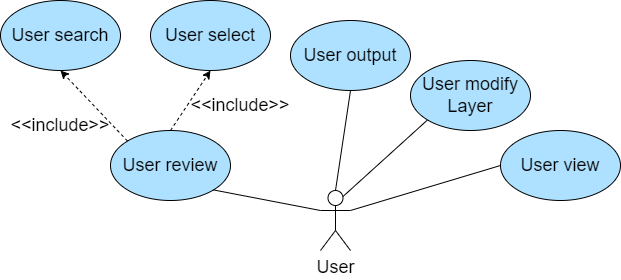 User search
User select
User output
User modify
Layer
<<include>>
<<include>>
User review
User view
User